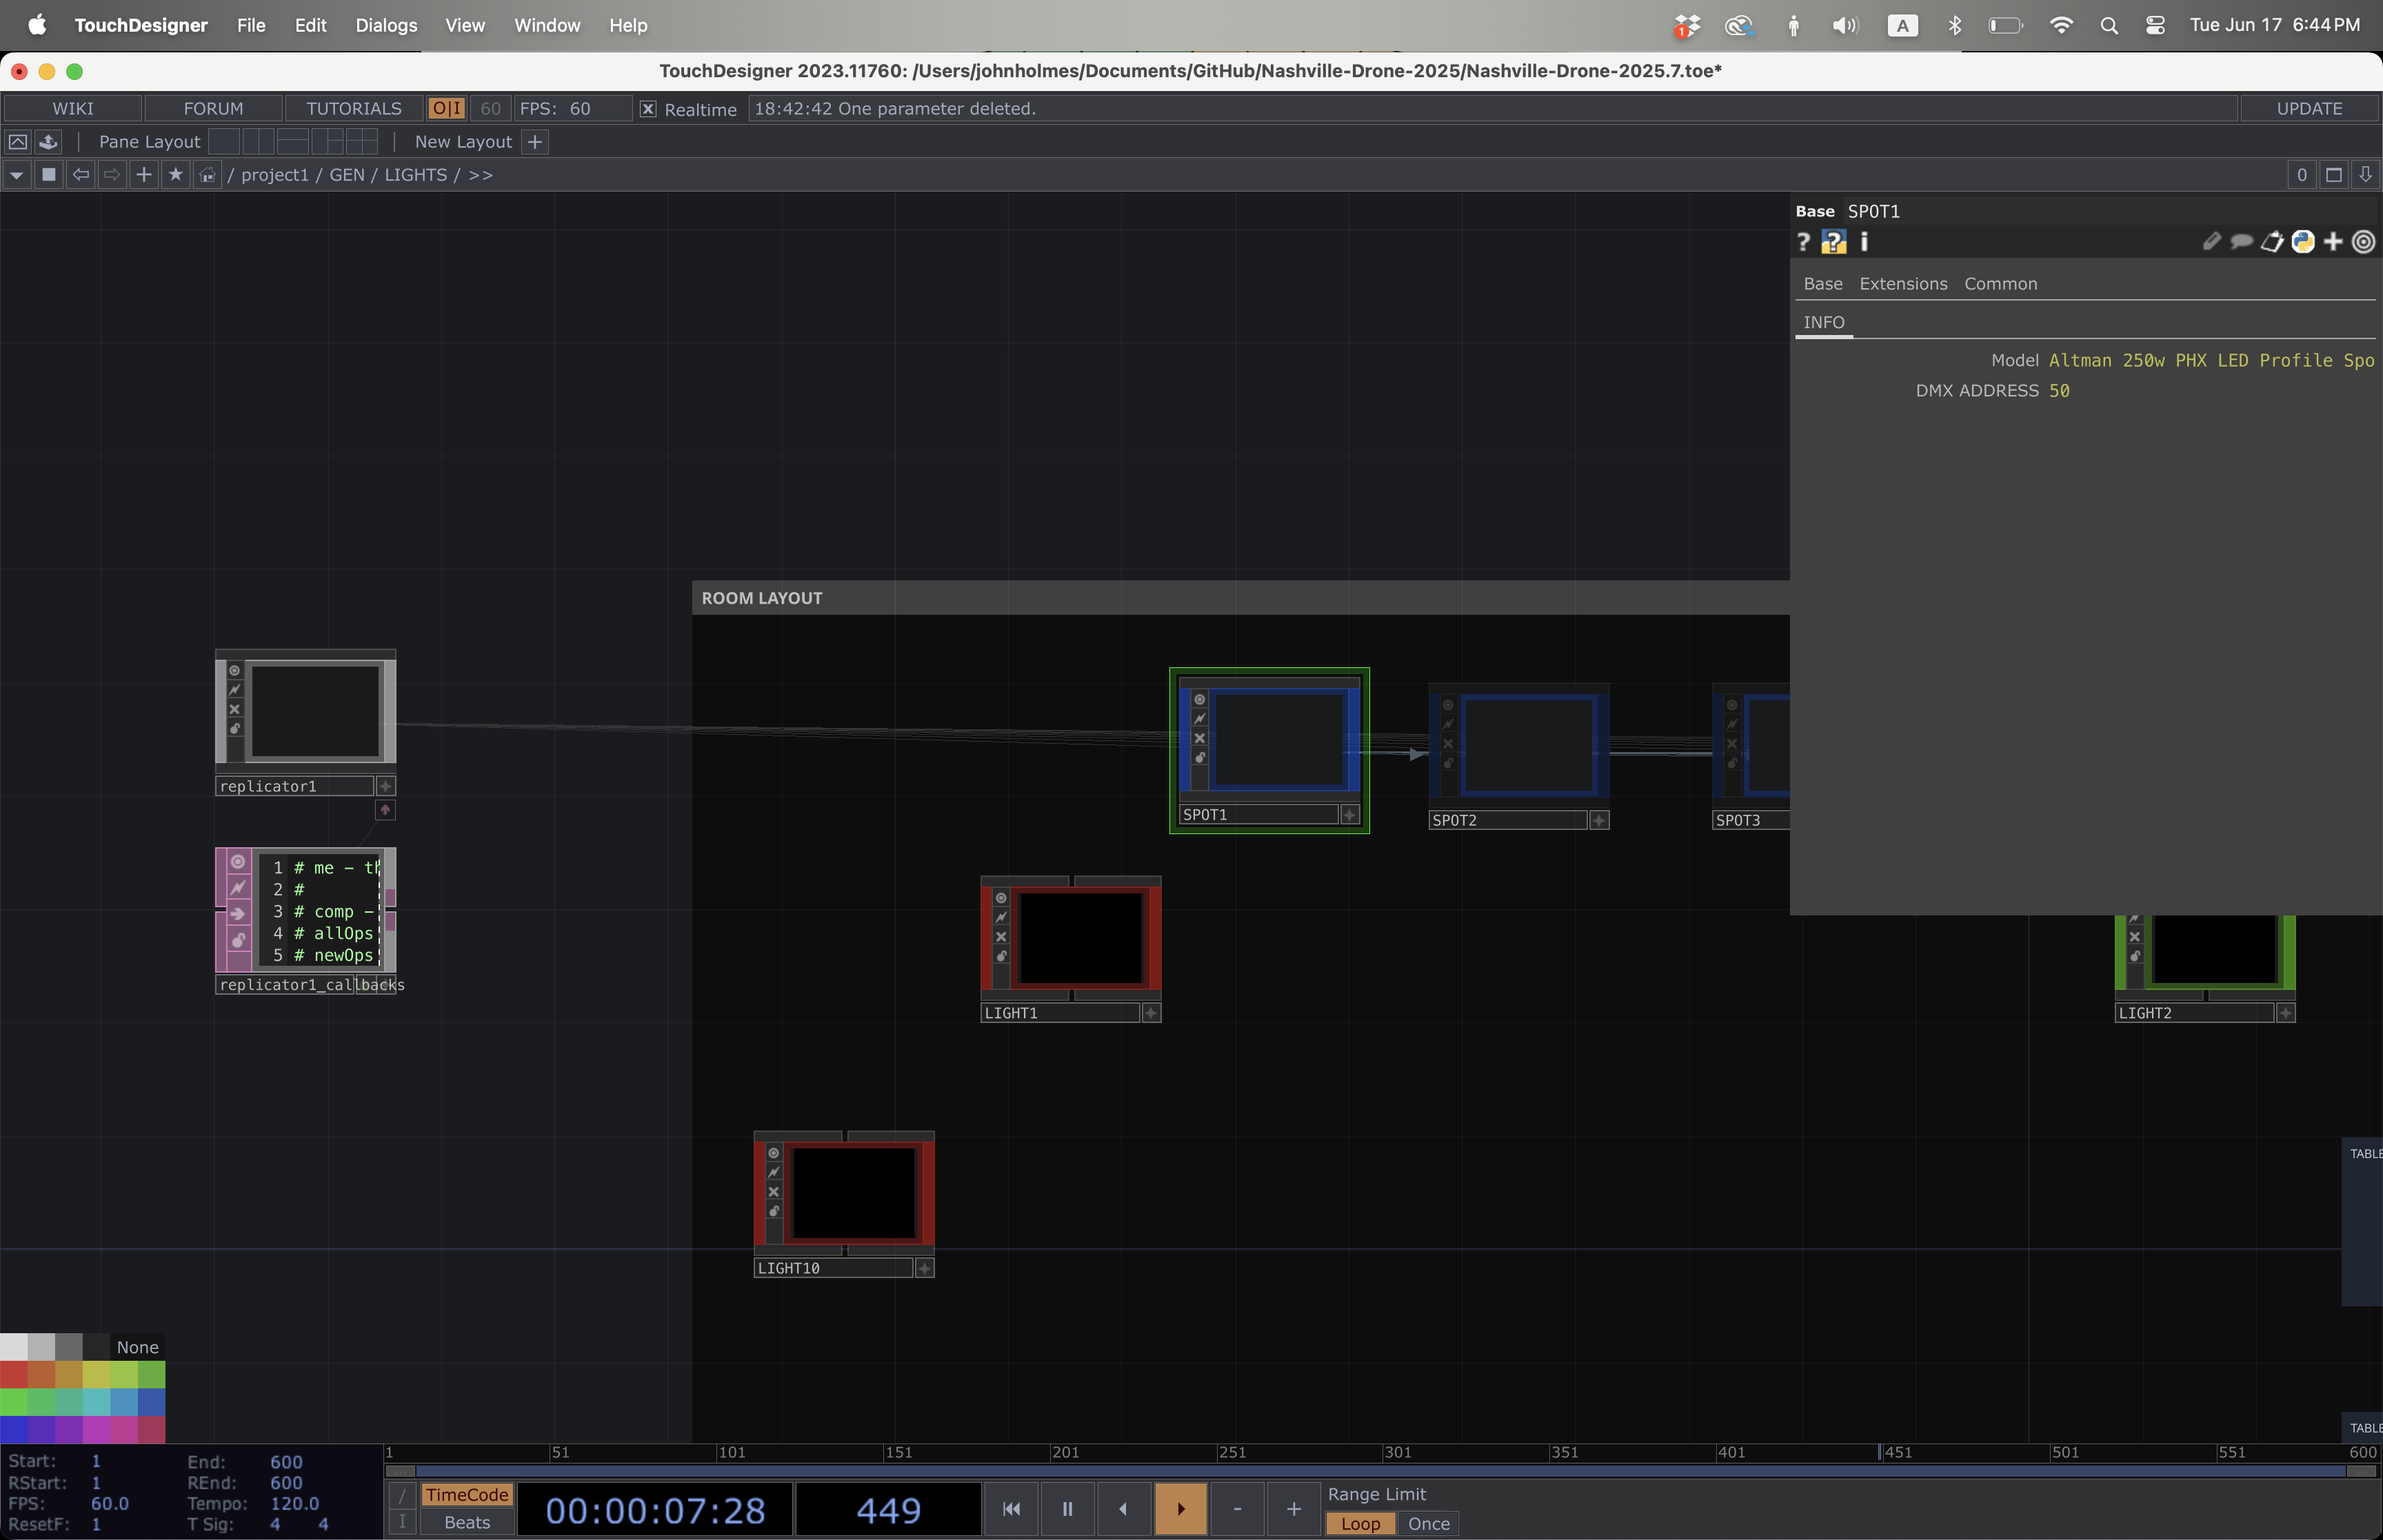 TouchDesigner File Edit Dialogs View Window Help
1
A
Tue Jun 17 6:44 PM
TouchDesigner 2023.11760: /Users/johnholmes/Documents/GitHub/Nashville-Drone-2025/Nashville-Drone-2025.7.toe*
WIKI FORUM TUTORIALS O|I 60 FPS: 60 Realtime 18:42:42 One parameter deleted. UPDATE
Pane Layout New Layout +
/ project1 / GEN / LIGHTS / >> 0
Base SPOT1
? ? i
Base Extensions Common
INFO
Model Altman 250w PHX LED Profile Spo
DMX ADDRESS 50
ROOM LAYOUT
replicator1
SPOT1
SPOT2
SPOT3
1 # me - th
2 #
3 # comp -
4 # allOps
5 # newOps
replicator1_callbacks
LIGHT1
LIGHT2
LIGHT10
TABLE
TABLE
None
1 51 101 151 201 251 301 351 401 451 501 551 600
Start: 1 End: 600
RStart: 1 REnd: 600
FPS: 60.0 Tempo: 120.0
ResetF: 1 T Sig: 4 4
/ TimeCode
I Beats
00:00:07:28 449
- +
Range Limit
Loop Once